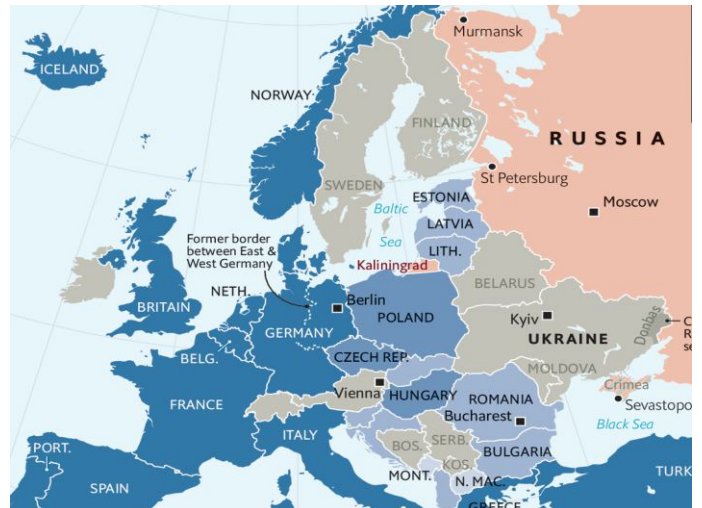 Murmansk
ICELAND
NORWAY
FINLAND
RUSSIA
St Petersburg
SWEDEN
ESTONIA
Moscow
Baltic
Sea
LATVIA
Former border
between East &
West Germany
LITH.
Kaliningrad
BELARUS
NETH.
Berlin
BRITAIN
POLAND
Kyiv
Donbas
GERMANY
UKRAINE
BELG.
CZECH REP.
MOLDOVA
Vienna
HUNGARY
ROMANIA
Crimea
FRANCE
Bucharest
Sevastopo
ITALY
BOS.
SERB.
Black Sea
PORT.
KOS.
BULGARIA
MONT.
N. MAC.
TURK
SPAIN
GREECE